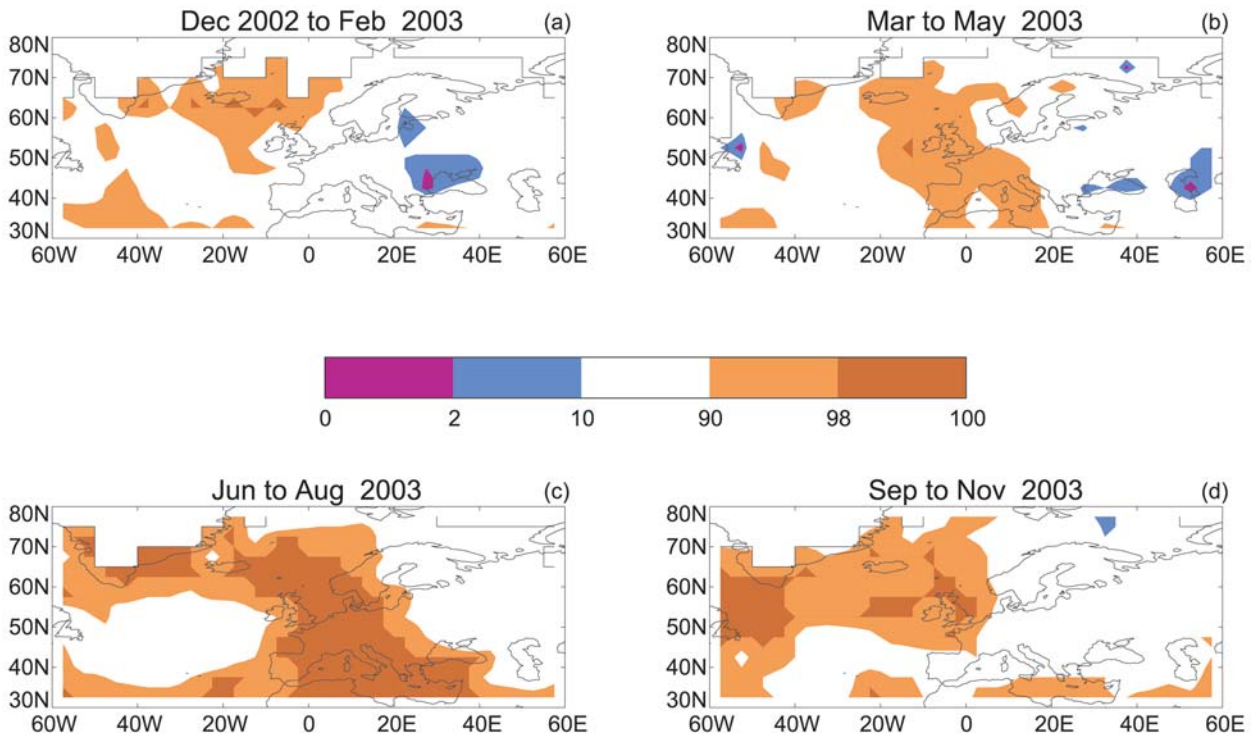 Dec 2002 to Feb 2003 (a)
80N
70N
60N
50N
40N
30N
60W 40W 20W 0 20E 40E 60E
Mar to May 2003 (b)
80N
70N
60N
50N
40N
30N
60W 40W 20W 0 20E 40E 60E
0 2 10 90 98 100
Jun to Aug 2003 (c)
80N
70N
60N
50N
40N
30N
60W 40W 20W 0 20E 40E 60E
Sep to Nov 2003 (d)
80N
70N
60N
50N
40N
30N
60W 40W 20W 0 20E 40E 60E